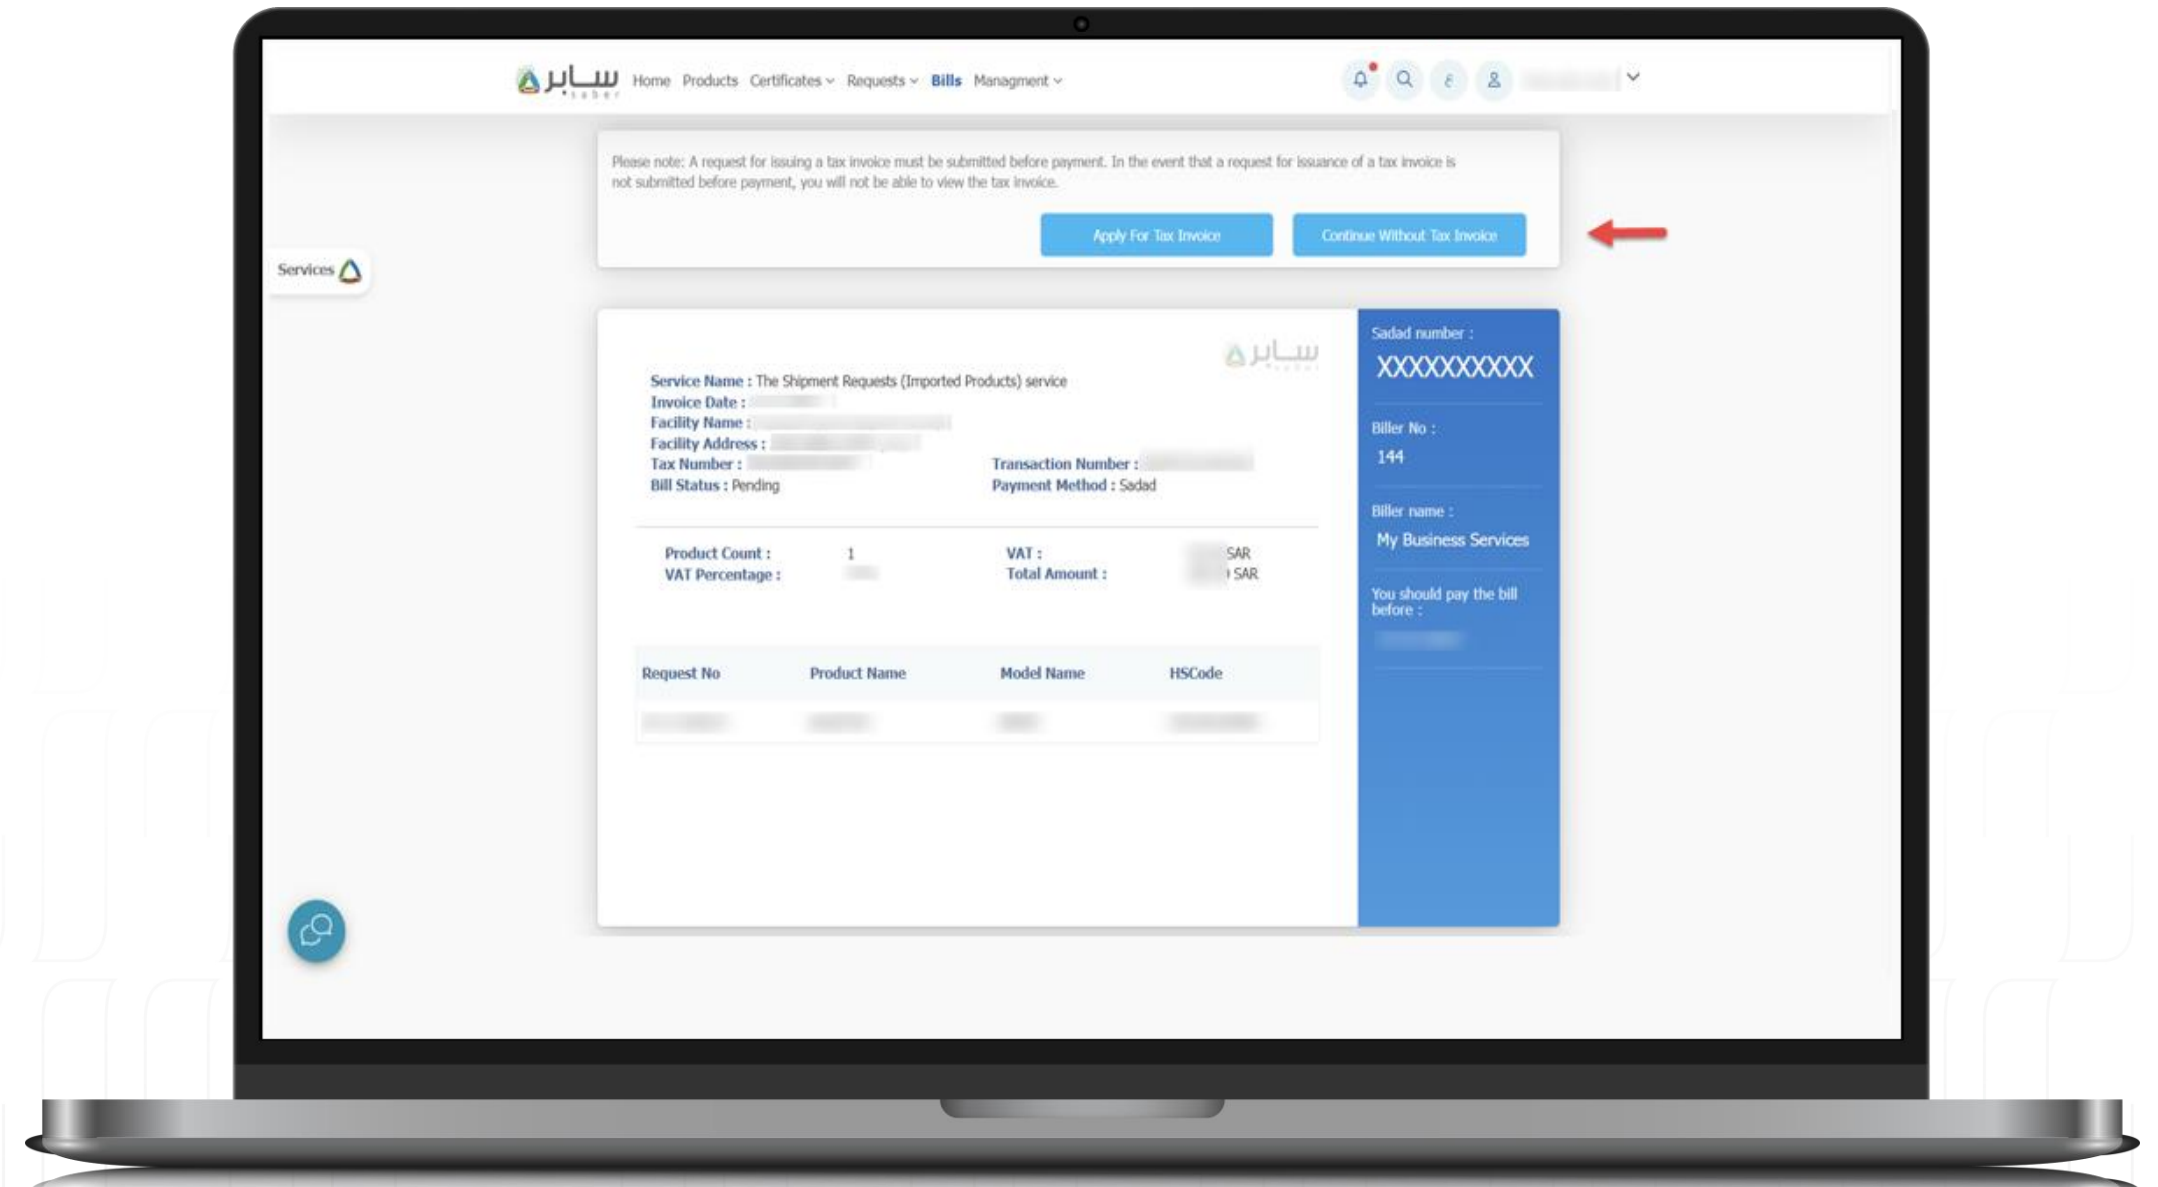 سابر
saber
Home Products Certificates Requests Bills Managment
ع
Please note: A request for issuing a tax invoice must be submitted before payment. In the event that a request for issuance of a tax invoice is
not submitted before payment, you will not be able to view the tax invoice.
Apply For Tax Invoice
Continue Without Tax Invoice
Services
سابر
saber
Service Name : The Shipment Requests (Imported Products) service
Invoice Date :
Facility Name :
Facility Address :
Tax Number :
Transaction Number :
Bill Status : Pending
Payment Method : Sadad
Product Count : 1
VAT : SAR
VAT Percentage :
Total Amount : SAR
Request No Product Name Model Name HSCode
Sadad number :
XXXXXXXXXX
Biller No :
144
Biller name :
My Business Services
You should pay the bill
before :